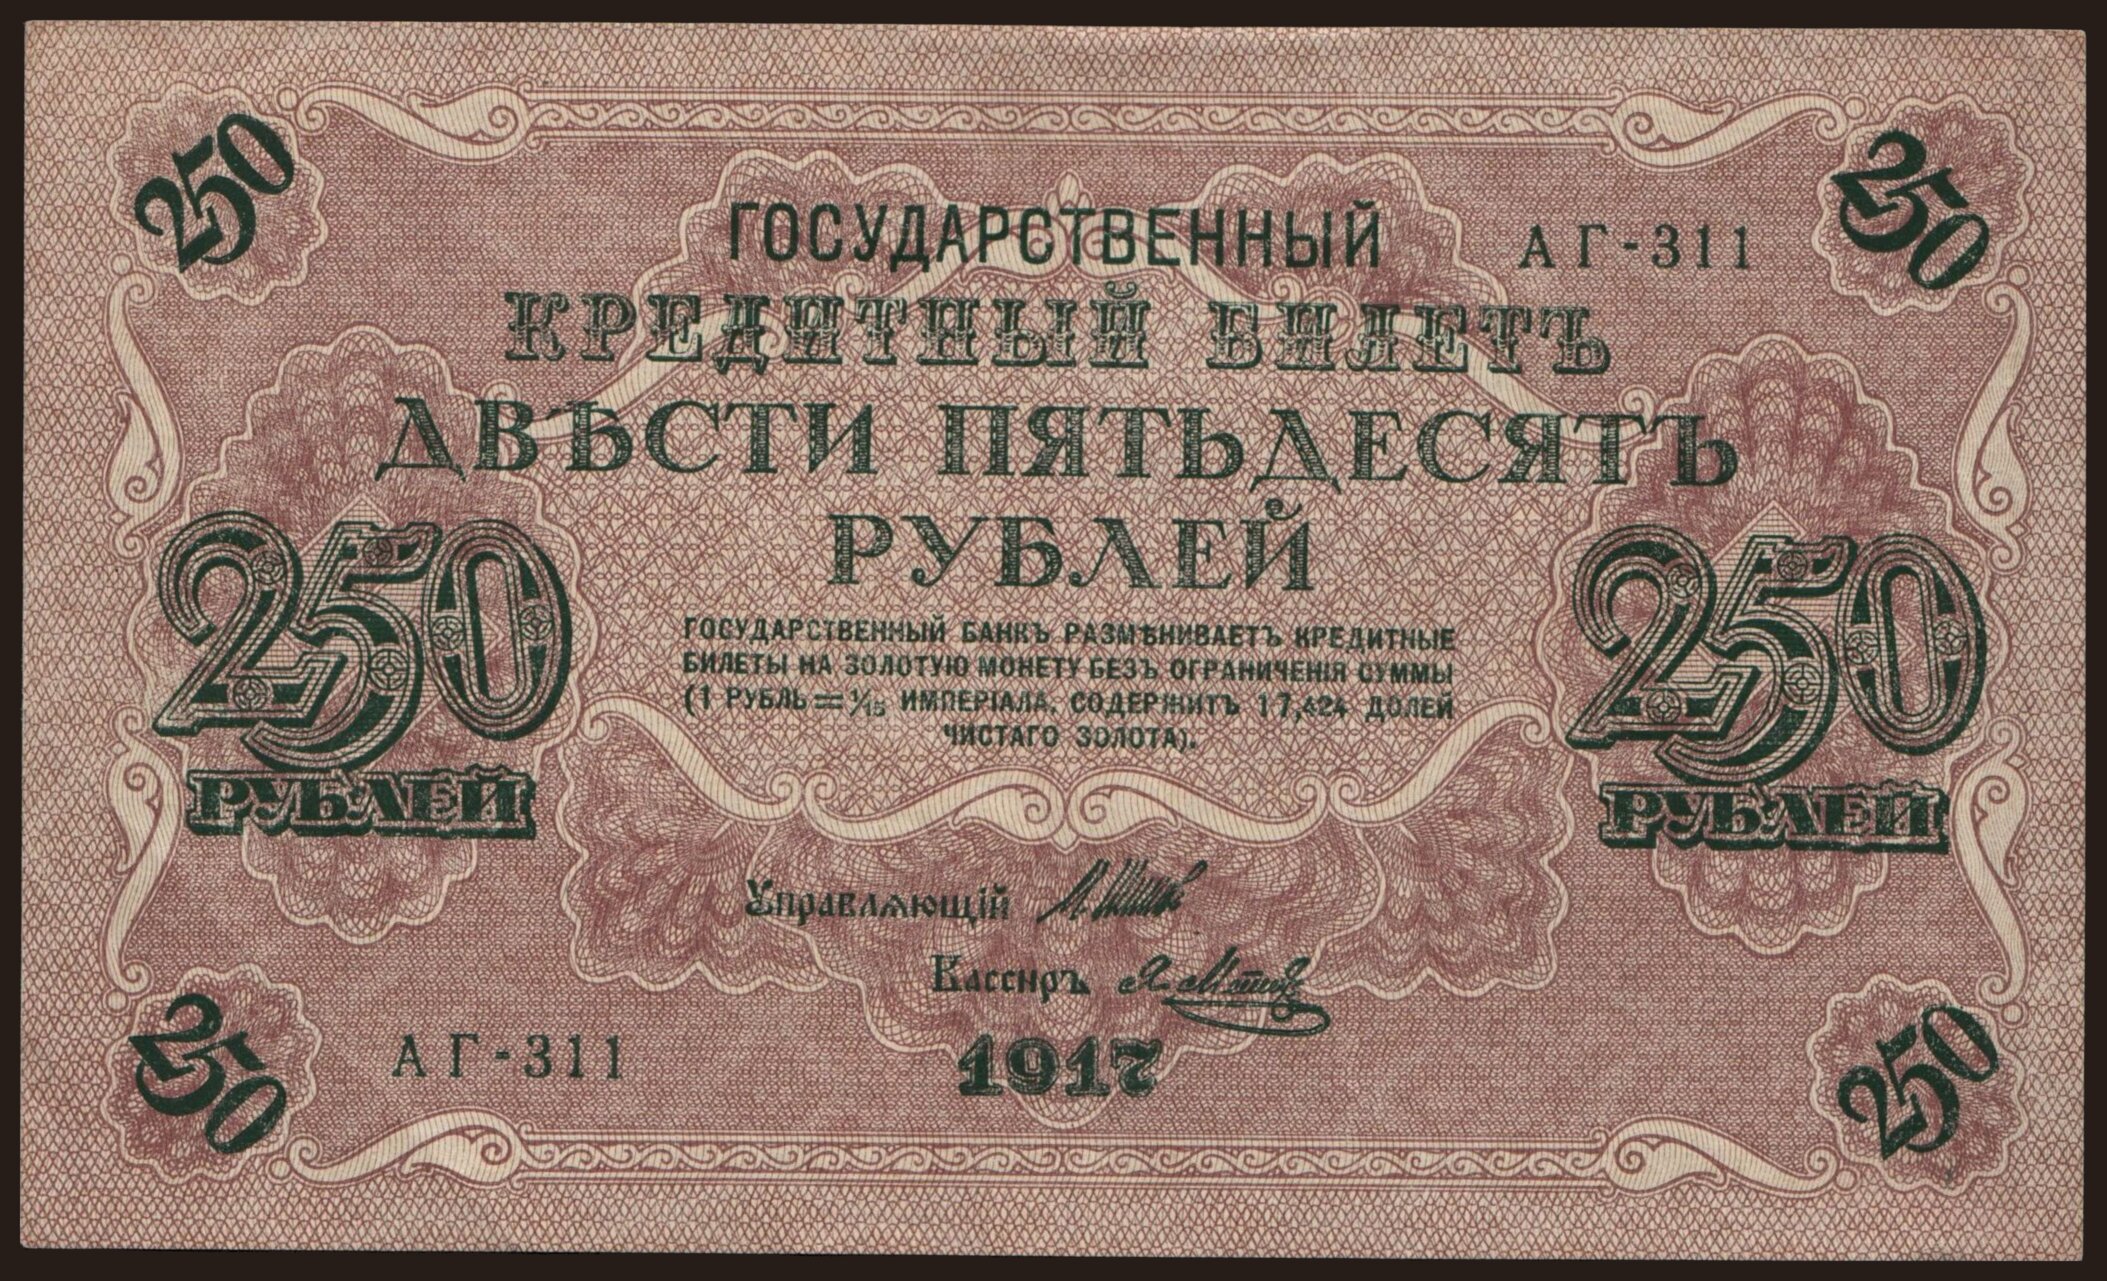 250
250
ГОСУДАРСТВЕННЫЙ
АГ-311
КРЕДИТНЫЙ БИЛЕТЪ
ДВѢСТИ ПЯТЬДЕСЯТЪ
РУБЛЕЙ
250
РУБЛЕЙ
250
РУБЛЕЙ
ГОСУДАРСТВЕННЫЙ БАНКЪ РАЗМѢНИВАЕТЪ КРЕДИТНЫЕ
БИЛЕТЫ НА ЗОЛОТУЮ МОНЕТУ БЕЗЪ ОГРАНИЧЕНІЯ СУММЫ
(1 РУБЛЬ = 1/15 ИМПЕРІАЛА, СОДЕРЖИТЪ 17,424 ДОЛЕЙ
ЧИСТАГО ЗОЛОТА).
Управляющій
Кассиръ
АГ-311
1917
250
250